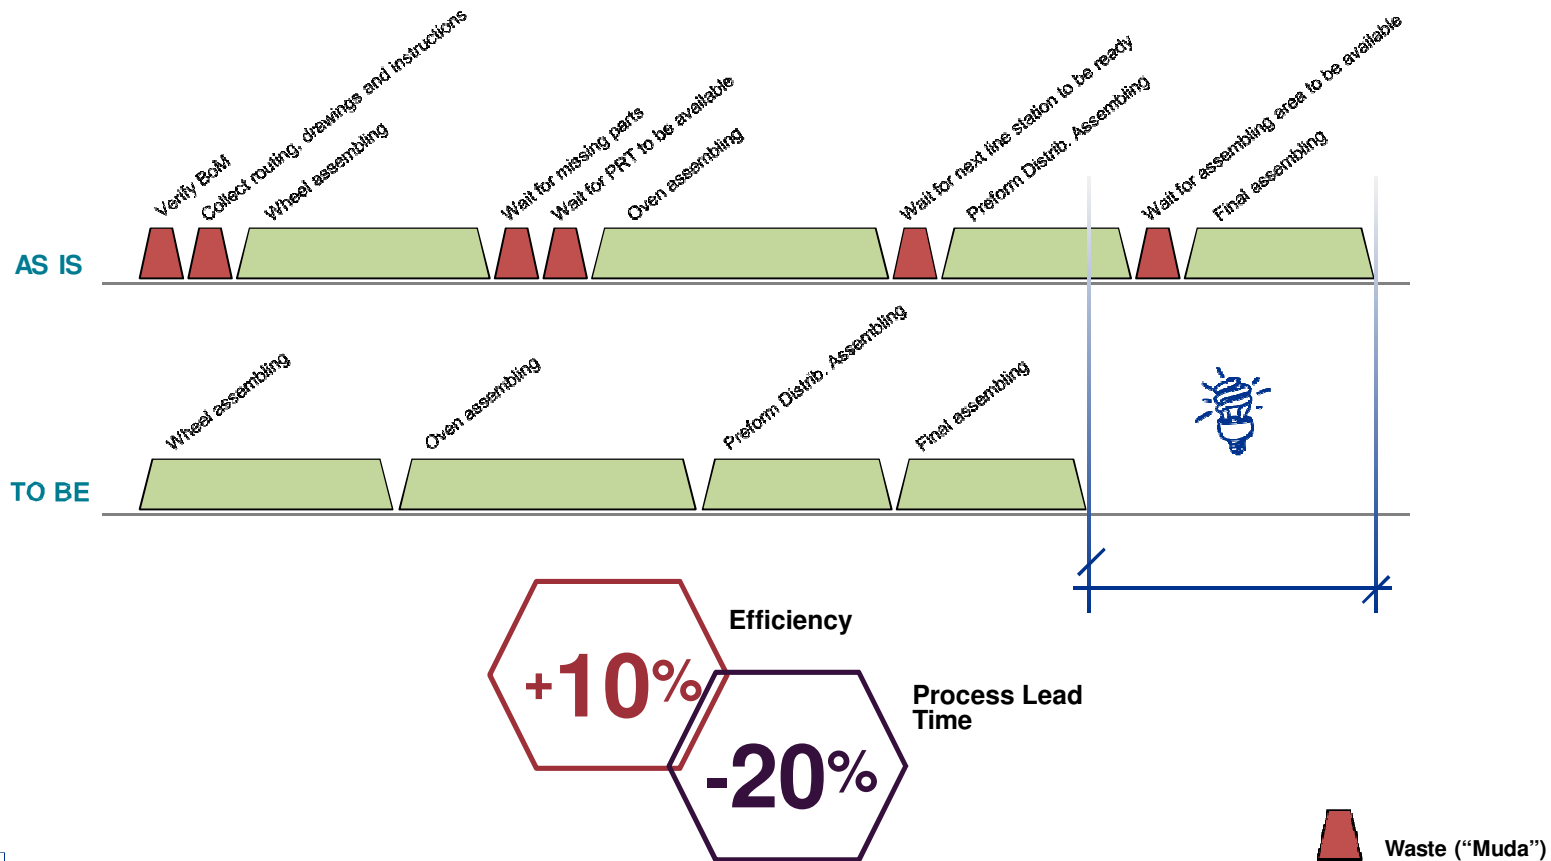 Verify BoM
Collect routing, drawings and instructions
Wheel assembling
Wait for missing parts
Wait for PRT to be available
Oven assembling
Wait for next line station to be ready
Preform Distrib. Assembling
Wait for assembling area to be available
Final assembling
AS IS
Wheel assembling
Oven assembling
Preform Distrib. Assembling
Final assembling
TO BE
+10%
Efficiency
-20%
Process Lead
Time
Waste (“Muda”)